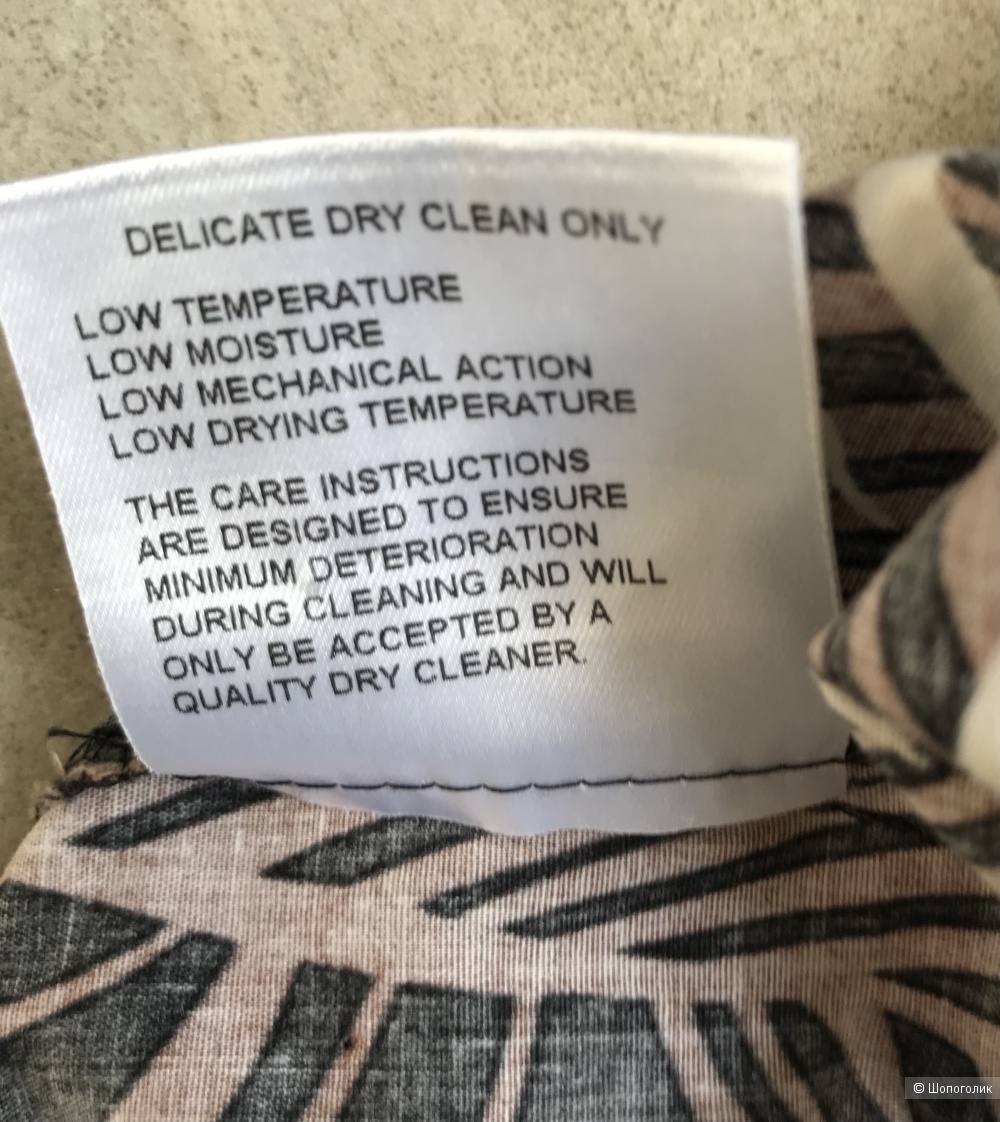 DELICATE DRY CLEAN ONLY
LOW TEMPERATURE
LOW MOISTURE
LOW MECHANICAL ACTION
LOW DRYING TEMPERATURE
THE CARE INSTRUCTIONS
ARE DESIGNED TO ENSURE
MINIMUM DETERIORATION
DURING CLEANING AND WILL
ONLY BE ACCEPTED BY A
QUALITY DRY CLEANER.
© Шопоголик